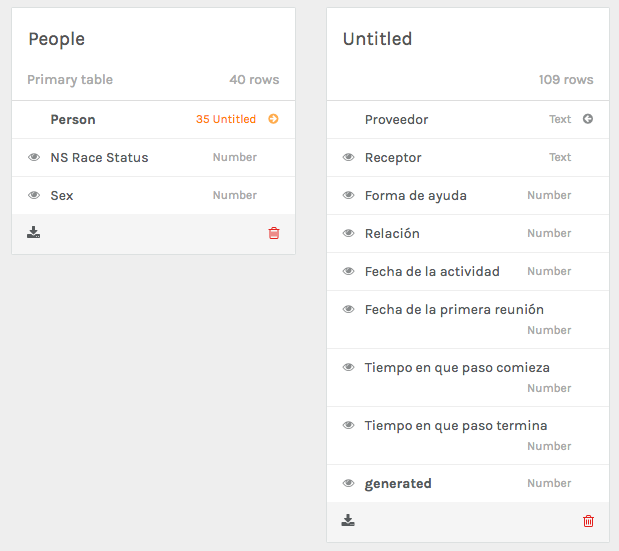 People
Primary table 40 rows
Person 35 Untitled
NS Race Status Number
Sex Number
Untitled
109 rows
Proveedor Text
Receptor Text
Forma de ayuda Number
Relación Number
Fecha de la actividad Number
Fecha de la primera reunión
Number
Tiempo en que paso comieza
Number
Tiempo en que paso termina
Number
generated Number